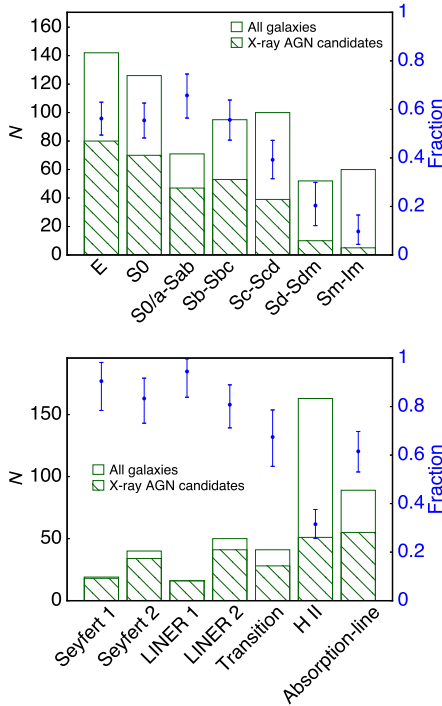 160
140
120
100
80
60
40
20
0
N
All galaxies
X-ray AGN candidates
1
0.8
0.6
0.4
0.2
0
Fraction
E
S0
S0/a-Sab
Sb-Sbc
Sc-Scd
Sd-Sdm
Sm-Im
150
100
50
0
N
All galaxies
X-ray AGN candidates
1
0.8
0.6
0.4
0.2
0
Fraction
Seyfert 1
Seyfert 2
LINER 1
LINER 2
Transition
H II
Absorption-line